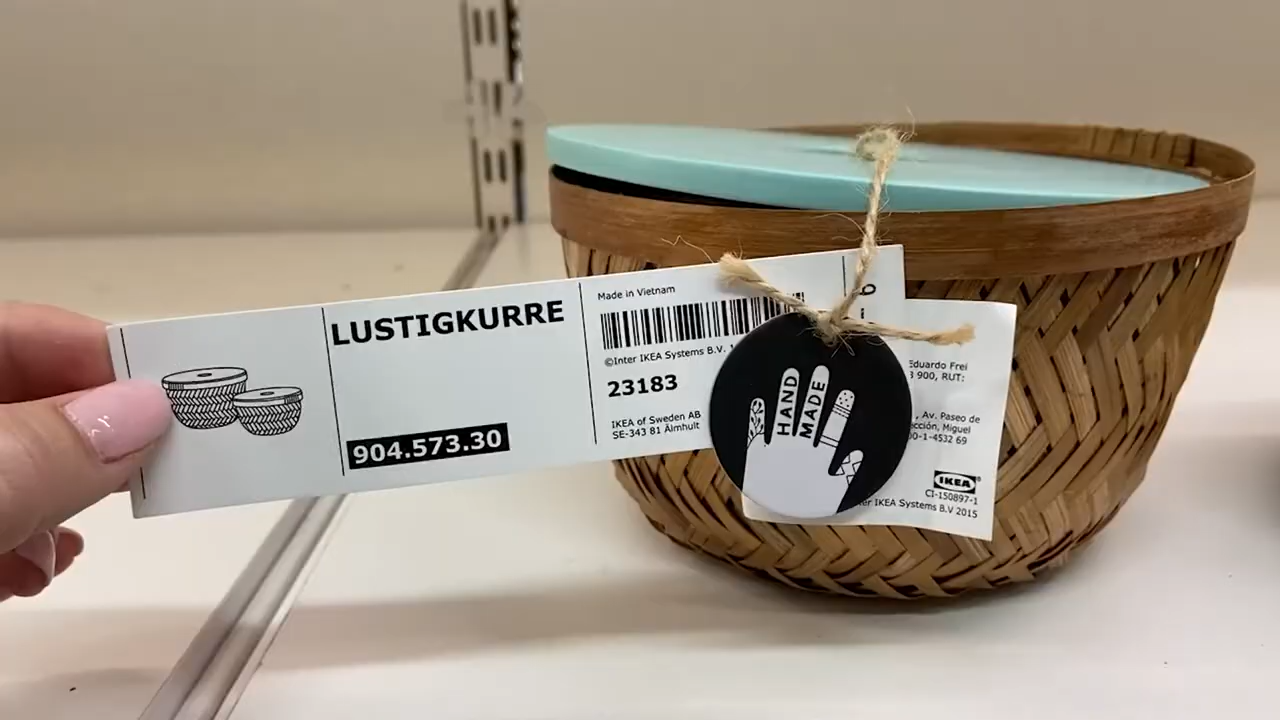 LUSTIGKURRE
904.573.30
Made in Vietnam
©Inter IKEA Systems B.V.
23183
IKEA of Sweden AB
SE-343 81 Älmhult
6
HAND
MADE
Eduardo Frei
900, RUT:
, Av. Paseo de
Miguel
0-1-4532 69
IKEA®
CI-150897-1
IKEA Systems B.V 2015